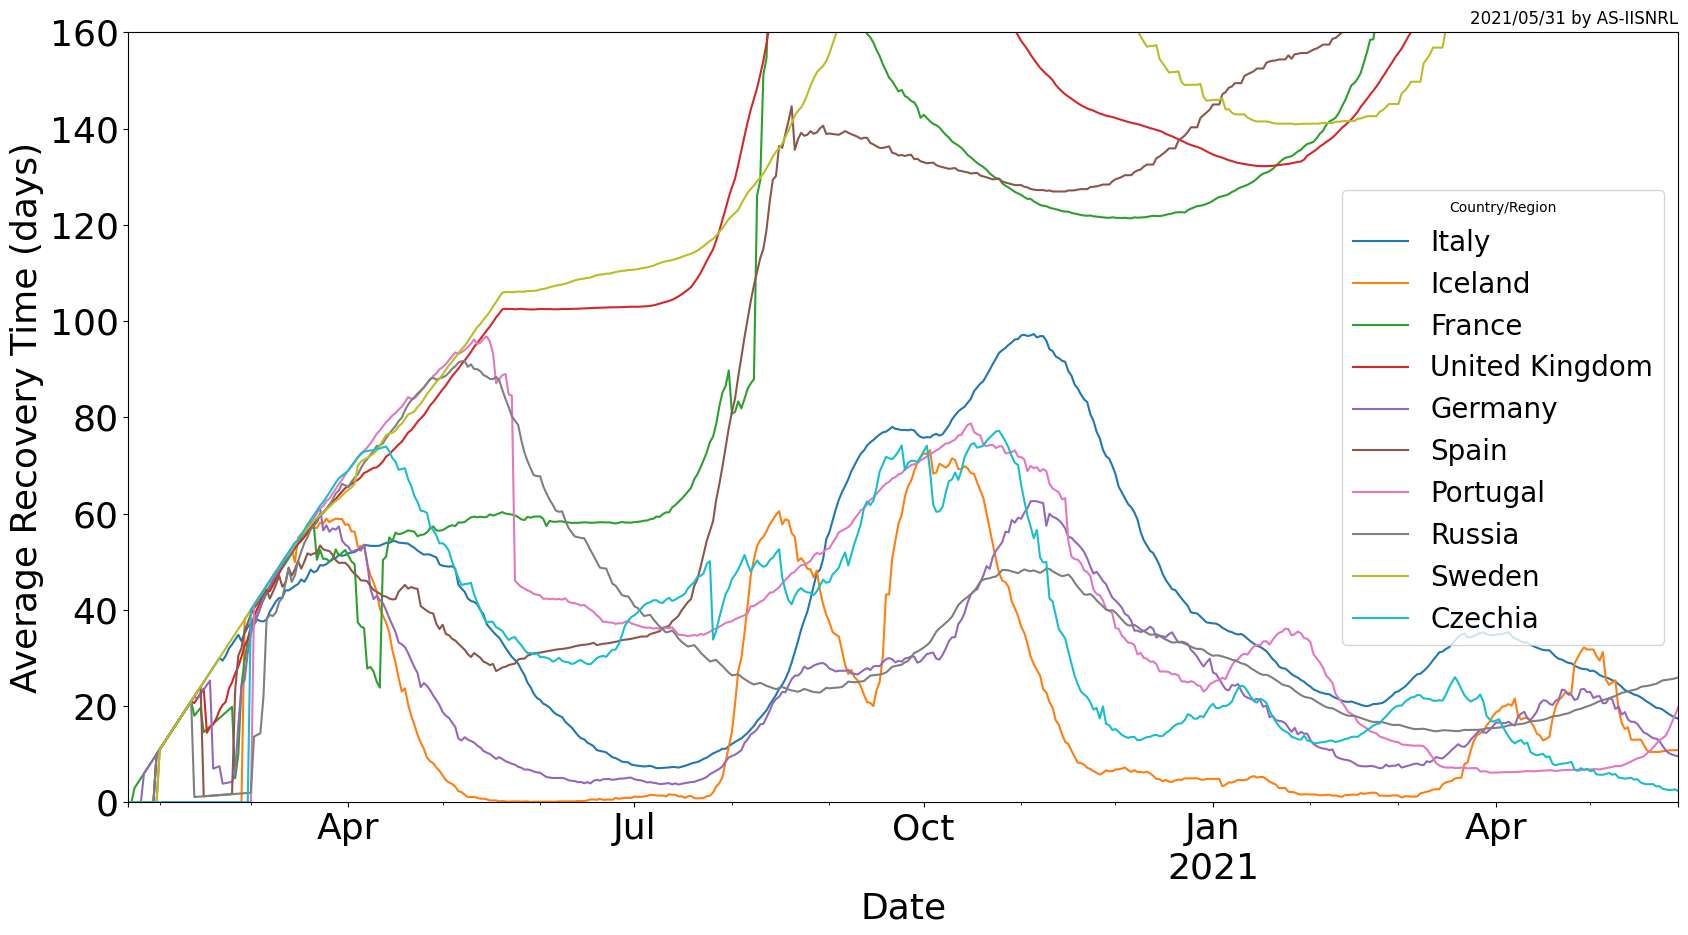 2021/05/31 by AS-IISNRL
160
140
120
100
80
60
40
20
0
Average Recovery Time (days)
Country/Region
Italy
Iceland
France
United Kingdom
Germany
Spain
Portugal
Russia
Sweden
Czechia
Apr
Jul
Oct
Jan
2021
Apr
Date